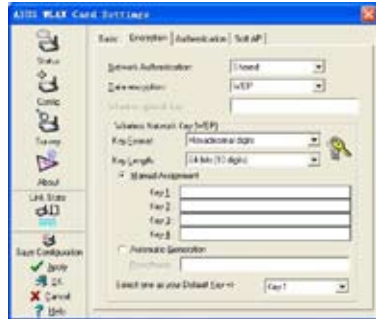 ASUS WLAN Card Settings
Status
Config
Survey
About
Link State
Save Configuration
Apply
OK
Cancel
Help
Basic
Encryption
Authentication
Soft AP
Network Authentication:
Shared
Data encryption:
WEP
Wireless Network Key (WEP)
Key Format:
Hexadecimal digits
Key Length:
64 bits (10 digits)
Manual Assignment
Key 1:
Key 2:
Key 3:
Key 4:
Automatic Generation
Select one as your Default Key =>
Key 1